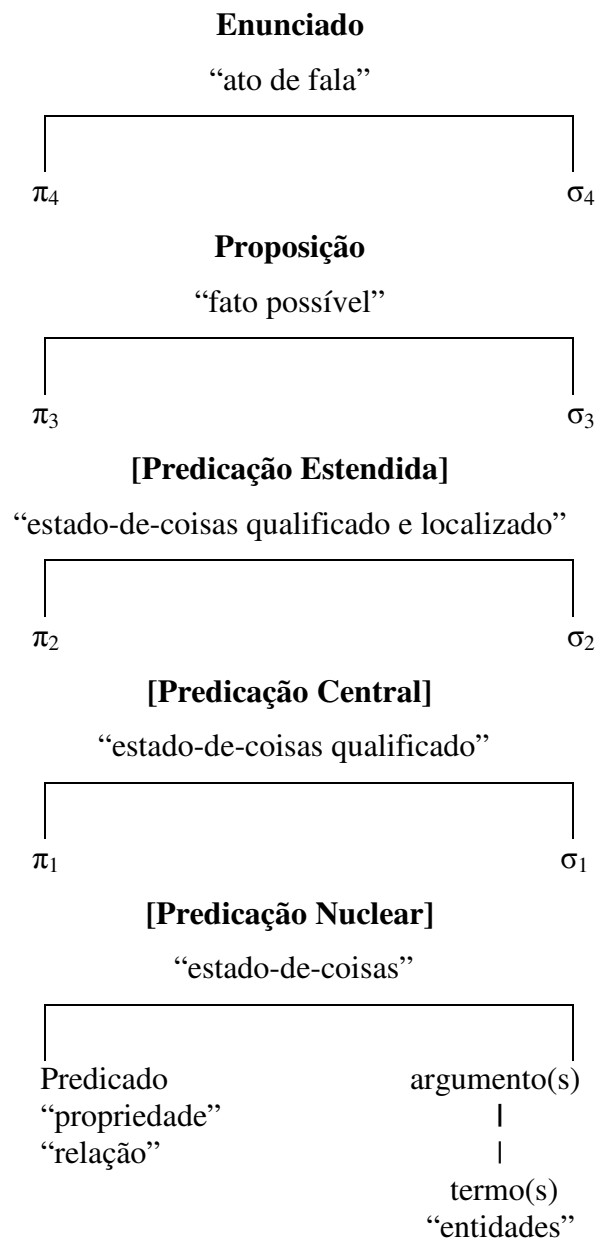 Enunciado
“ato de fala”
π₄ σ₄
Proposição
“fato possível”
π₃ σ₃
[Predicação Estendida]
“estado-de-coisas qualificado e localizado”
π₂ σ₂
[Predicação Central]
“estado-de-coisas qualificado”
π₁ σ₁
[Predicação Nuclear]
“estado-de-coisas”
Predicado argumento(s)
“propriedade”
“relação”
termo(s)
“entidades”